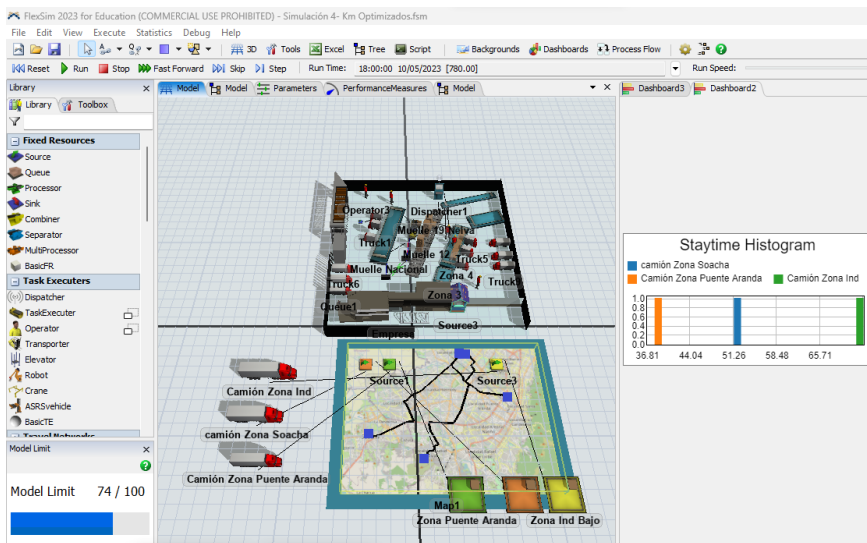 FlexSim 2023 for Education (COMMERCIAL USE PROHIBITED) - Simulación 4- Km Optimizados.fsm
File Edit View Execute Statistics Debug Help
3D Tools Excel Tree Script Backgrounds Dashboards Process Flow
Reset Run Stop Fast Forward Skip Step Run Time: 18:00:00 10/05/2023 [780.00] Run Speed:
Library
Library Toolbox
Fixed Resources
Source
Queue
Processor
Sink
Combiner
Separator
MultiProcessor
BasicFR
Task Executers
Dispatcher
TaskExecuter
Operator
Transporter
Elevator
Robot
Crane
ASRSvehicle
BasicTE
Travel Networks
Model Limit
Model Limit 74 / 100
Model Model Parameters PerformanceMeasures Model
Operator3 Dispatcher1
Muelle 19 Neiva
Truck1
Muelle 12 Truck5
Muelle Nacional Zona 4
Truck6
Zona 3
Queue1
Source3
Empresa
Source1 Source3
Camión Zona Ind
camión Zona Soacha
Camión Zona Puente Aranda
Map1
Zona Puente Aranda Zona Ind Bajo
Dashboard3 Dashboard2
Staytime Histogram
camión Zona Soacha
Camión Zona Puente Aranda Camión Zona Ind
1.0
0.8
0.6
0.4
0.2
0.0
36.81 44.04 51.26 58.48 65.71